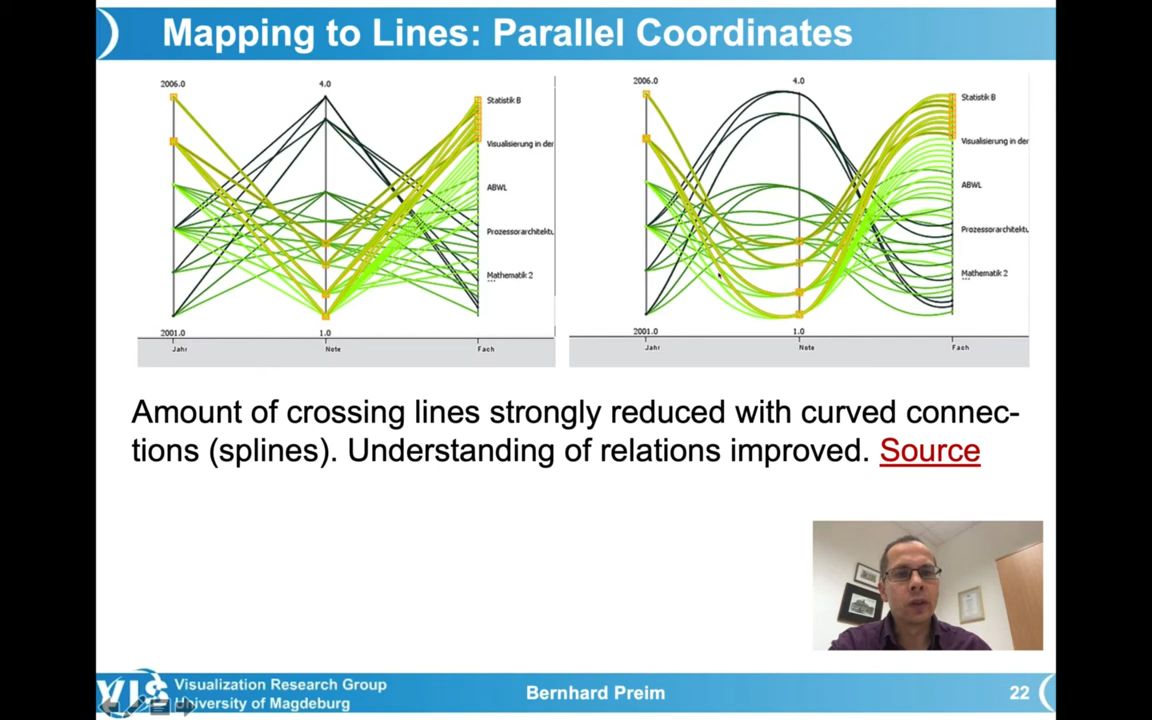 Mapping to Lines: Parallel Coordinates
2006.0
4.0
Statistik B
Visualisierung in der
ABWL
Prozessorarchitektu
Mathematik 2
...
2001.0
1.0
Jahr
Note
Fach
2006.0
4.0
Statistik B
Visualisierung in der
ABWL
Prozessorarchitektu
Mathematik 2
...
2001.0
1.0
Jahr
Note
Fach
Amount of crossing lines strongly reduced with curved connec-
tions (splines). Understanding of relations improved. Source
VIS
Visualization Research Group
University of Magdeburg
Bernhard Preim
22